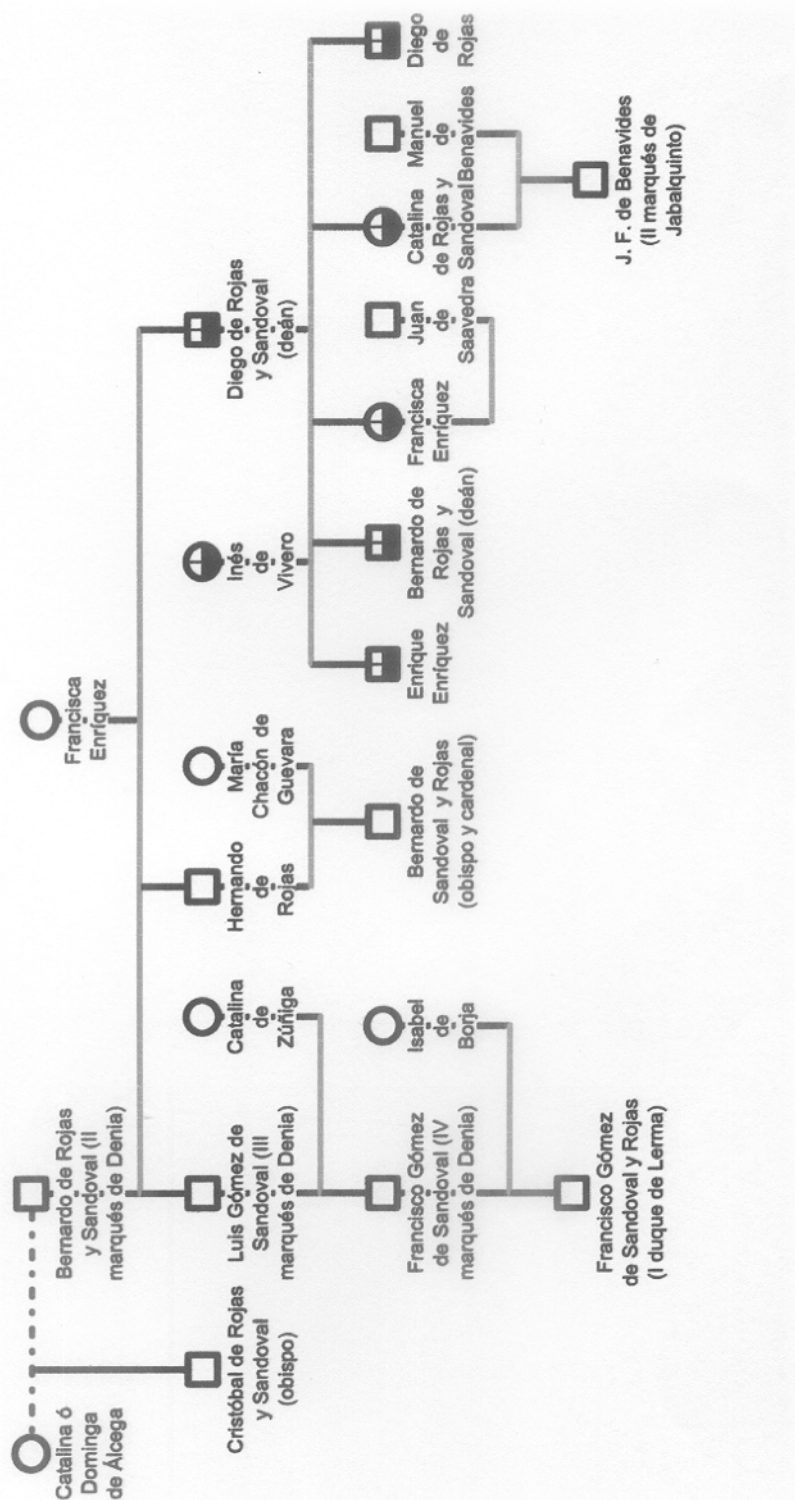 Catalina ó
Dominga
de Álcega
Bernardo de Rojas
y Sandoval (II
marqués de Denia)
Francisca
Enríquez
Cristóbal de Rojas
y Sandoval
(obispo)
Luis Gómez de
Sandoval (III
marqués de Denia)
Catalina
de
Zúñiga
Hernando
de
Rojas
María
Chacón de
Guevara
Inés
de
Vivero
Diego de Rojas
y Sandoval
(deán)
Francisco Gómez
de Sandoval (IV
marqués de Denia)
Isabel
de
Borja
Bernardo de
Sandoval y Rojas
(obispo y cardenal)
Enrique
Enríquez
Bernardo de
Rojas y
Sandoval (deán)
Francisca
Enríquez
Juan
de
Saavedra
Catalina
de Rojas y
Sandoval
Manuel
de
Benavides
Diego
de
Rojas
Francisco Gómez
de Sandoval y Rojas
(I duque de Lerma)
J. F. de Benavides
(II marqués de
Jabalquinto)